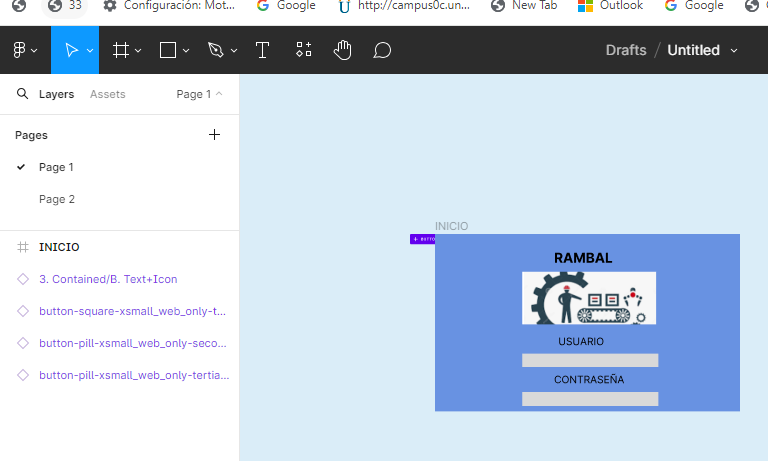 33 Configuración: Mot... Google http://campus0c.un... New Tab Outlook Google
Drafts / Untitled
Layers Assets Page 1
Pages
Page 1
Page 2
INICIO
3. Contained/B. Text+Icon
button-square-xsmall_web_only-t...
button-pill-xsmall_web_only-seco...
button-pill-xsmall_web_only-tertia...
INICIO
RAMBAL
USUARIO
CONTRASEÑA